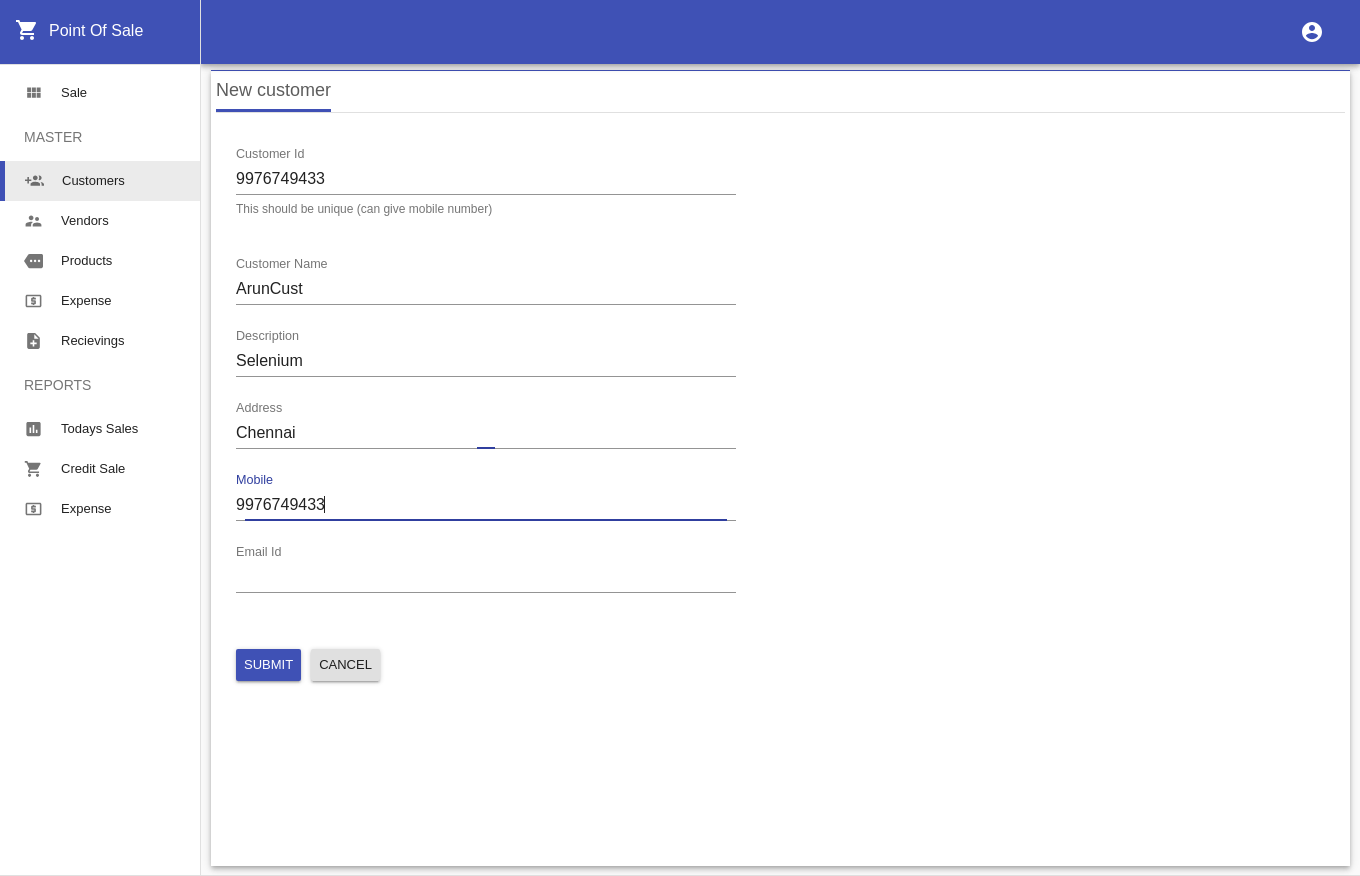 Point Of Sale
Sale
MASTER
Customers
Vendors
Products
Expense
Recievings
REPORTS
Todays Sales
Credit Sale
Expense
New customer
Customer Id
9976749433
This should be unique (can give mobile number)
Customer Name
ArunCust
Description
Selenium
Address
Chennai
Mobile
9976749433
Email Id
SUBMIT CANCEL